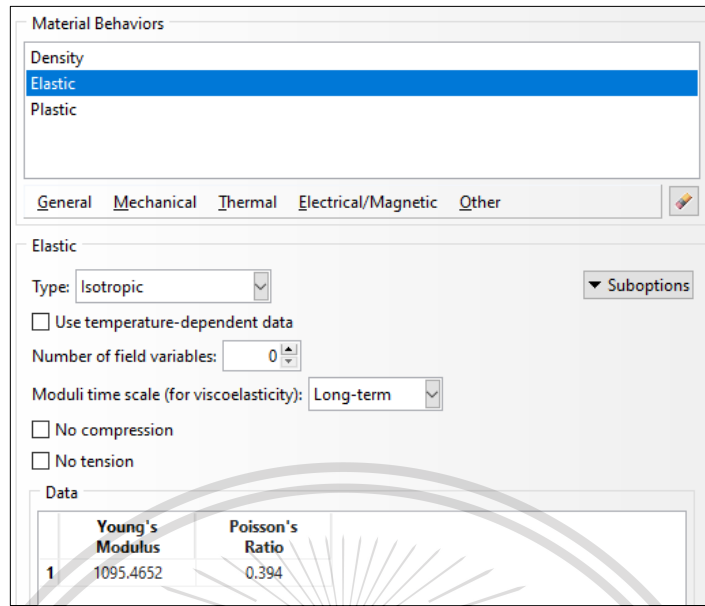 Material Behaviors
Density
Elastic
Plastic
General Mechanical Thermal Electrical/Magnetic Other
Elastic
Type: Isotropic Suboptions
Use temperature-dependent data
Number of field variables: 0
Moduli time scale (for viscoelasticity): Long-term
No compression
No tension
Data
Young's Poisson's
Modulus Ratio
1 1095.4652 0.394